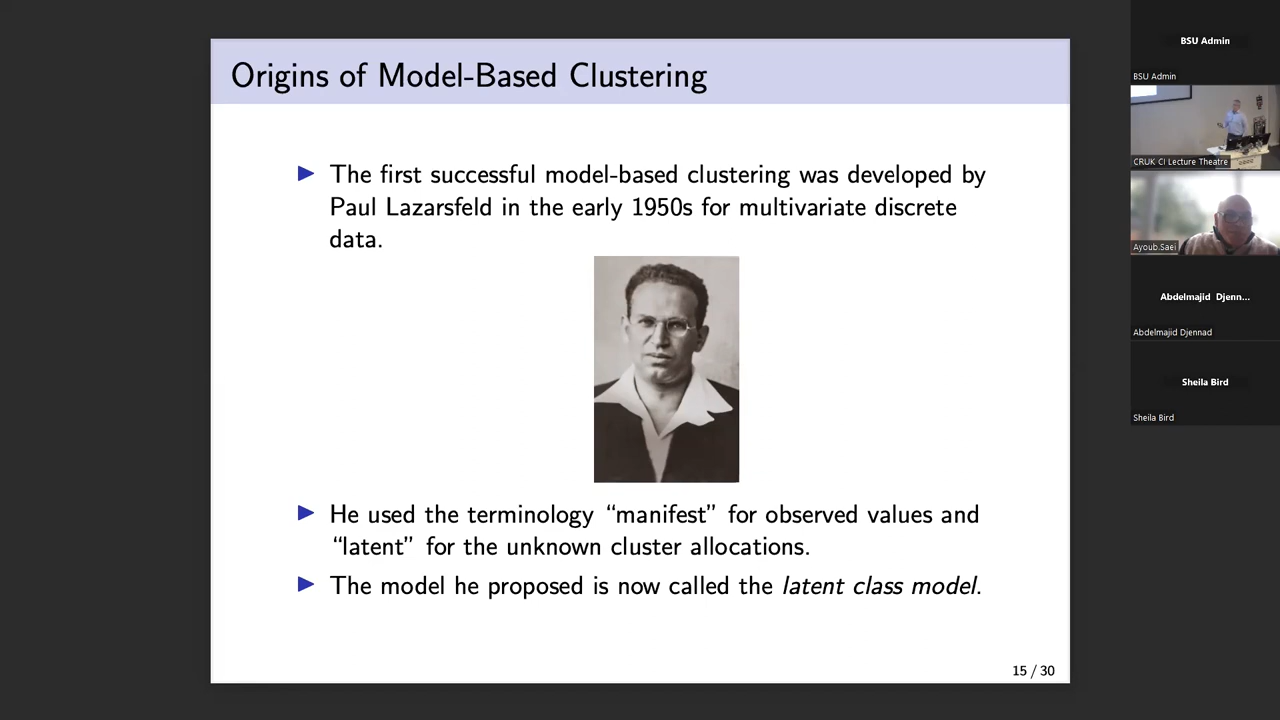 Origins of Model-Based Clustering
The first successful model-based clustering was developed by
Paul Lazarsfeld in the early 1950s for multivariate discrete
data.
He used the terminology “manifest” for observed values and
“latent” for the unknown cluster allocations.
The model he proposed is now called the latent class model.
15 / 30
BSU Admin
BSU Admin
CRUK CI Lecture Theatre
Ayoub.Saei
Abdelmajid Djenn...
Abdelmajid Djennad
Sheila Bird
Sheila Bird